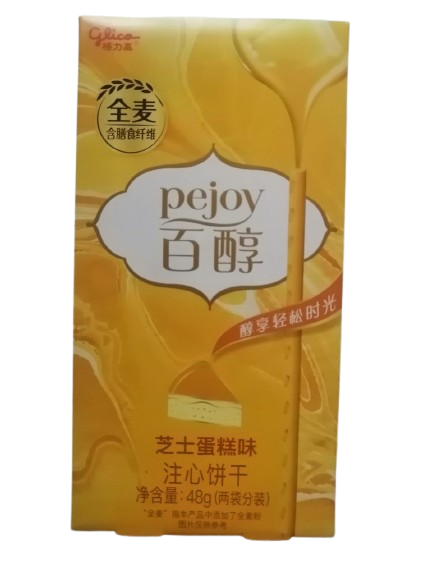 Glico
格力高
全麦
含膳食纤维
pejoy
百醇
醇享轻松时光
芝士蛋糕味
注心饼干
净含量:48g(两袋分装)
"全麦"指本产品中添加了全麦粉
图片仅供参考